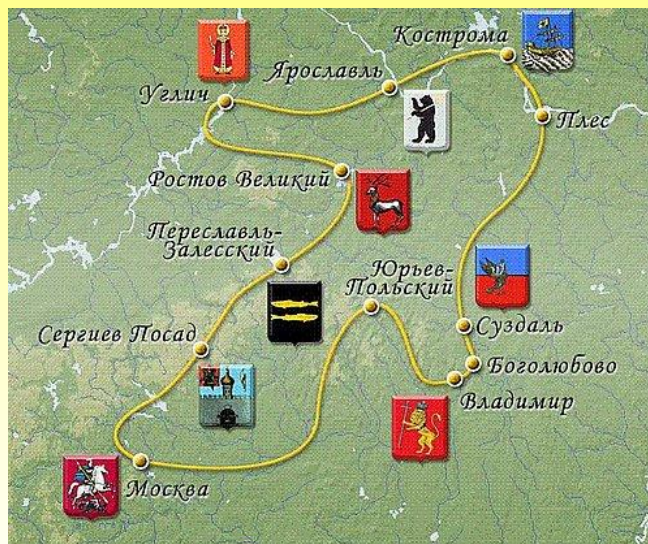 Кострома
Ярославль
Углич
Плес
Ростов Великий
Переславль-
Залесский
Юрьев-
Польский
Сергиев Посад
Суздаль
Боголюбово
Владимир
Москва